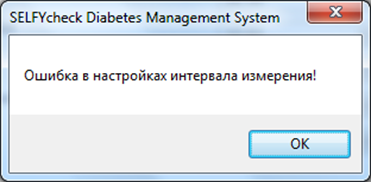 SELFYcheck Diabetes Management System
Ошибка в настройках интервала измерения!
OK